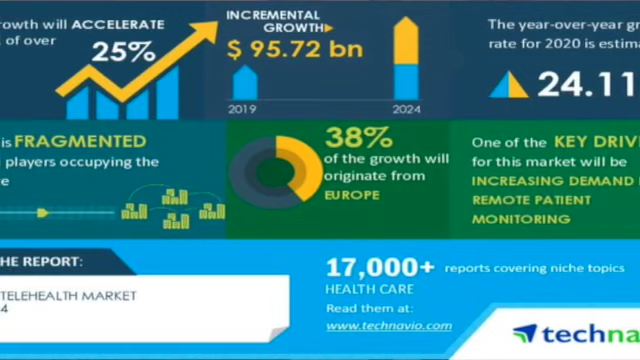 rowth will ACCELERATE
of over
25%
INCREMENTAL
GROWTH
$ 95.72 bn
2019
2024
The year-over-year gr
rate for 2020 is estima
24.11
is FRAGMENTED
players occupying the
e
38%
of the growth will
originate from
EUROPE
One of the KEY DRIV
for this market will be
INCREASING DEMAND
REMOTE PATIENT
MONITORING
HE REPORT:
TELEHEALTH MARKET
4
17,000+ reports covering niche topics
HEALTH CARE
Read them at:
www.technavio.com
techna